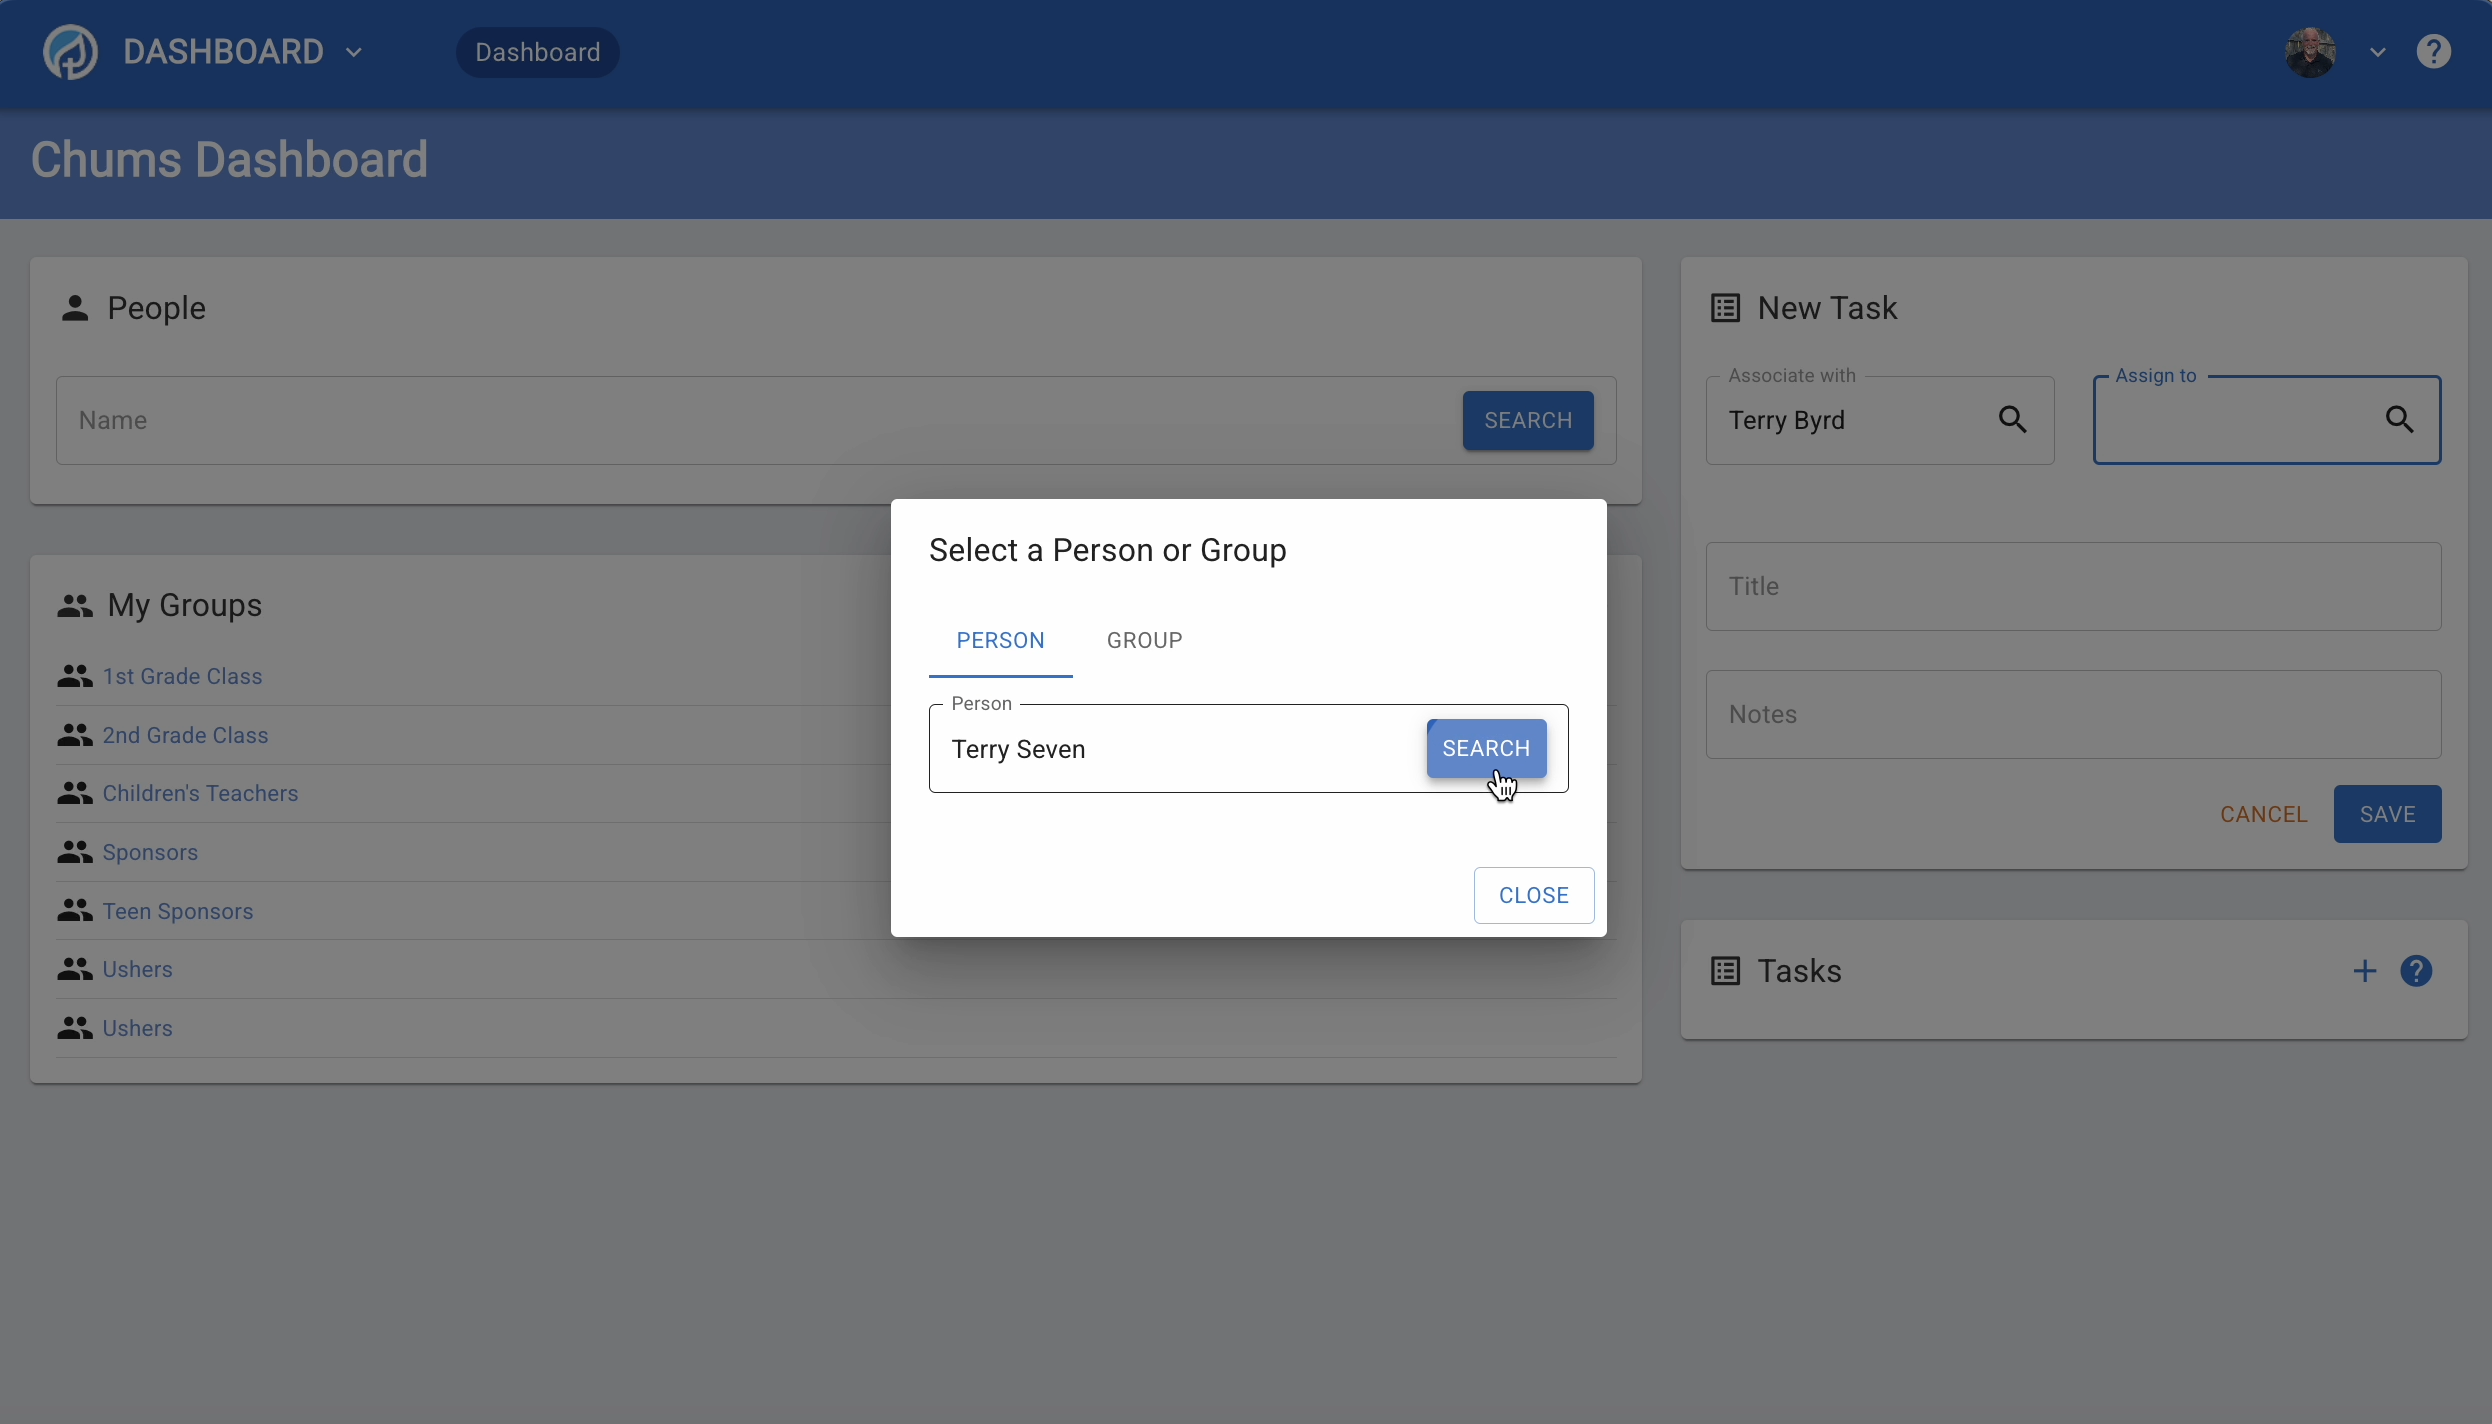 DASHBOARD
Dashboard
?
Chums Dashboard
People
Name
SEARCH
My Groups
1st Grade Class
2nd Grade Class
Children's Teachers
Sponsors
Teen Sponsors
Ushers
Ushers
Select a Person or Group
PERSON GROUP
Person
Terry Seven
SEARCH
CLOSE
New Task
Associate with
Terry Byrd
Assign to
Title
Notes
CANCEL SAVE
Tasks
+ ?